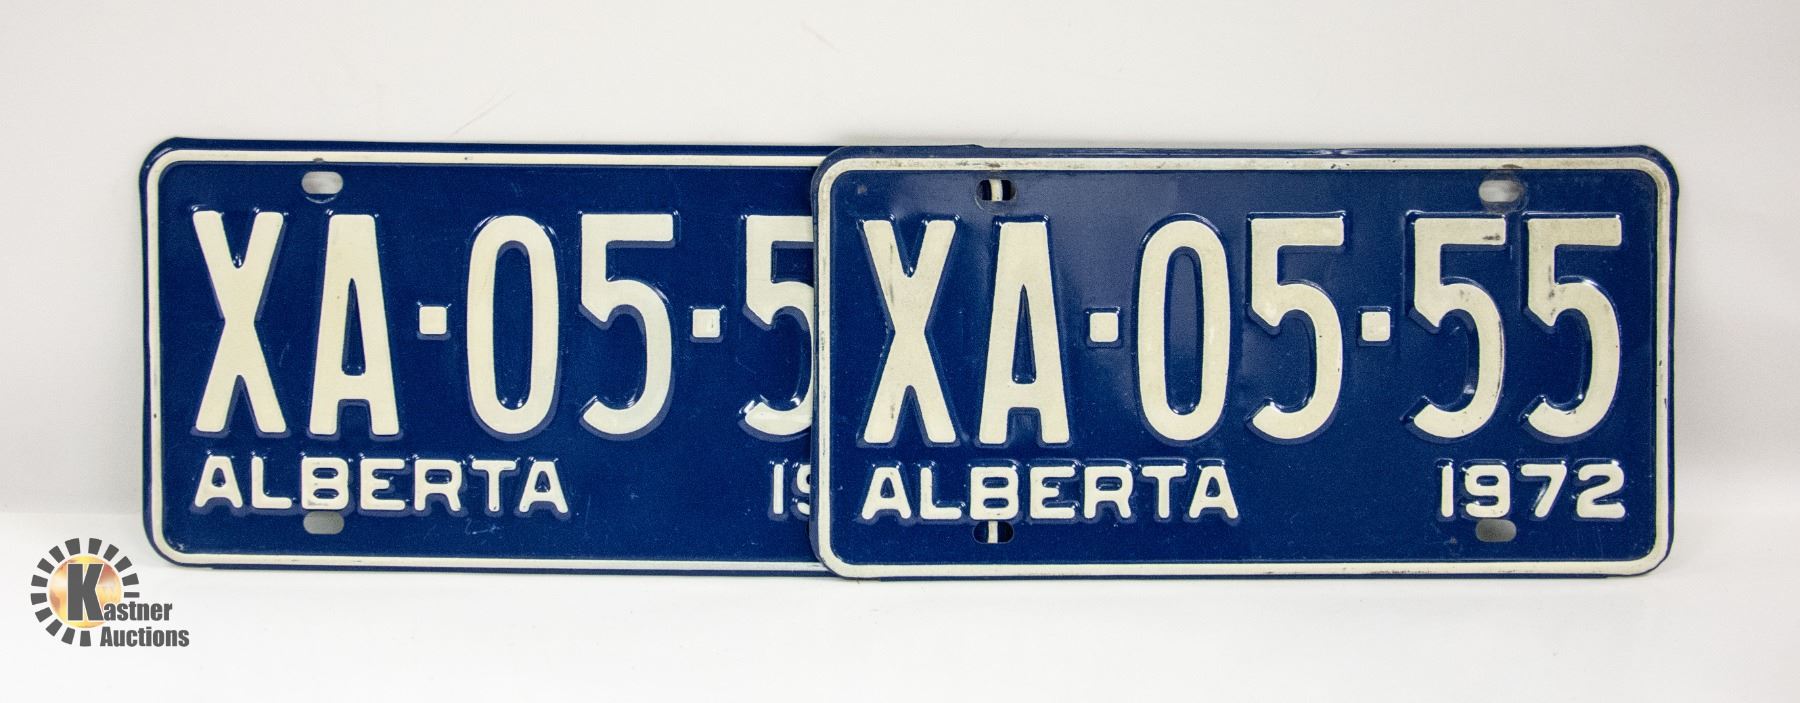 XA-05-5
ALBERTA 19
XA-05-55
ALBERTA 1972
Kastner
Auctions